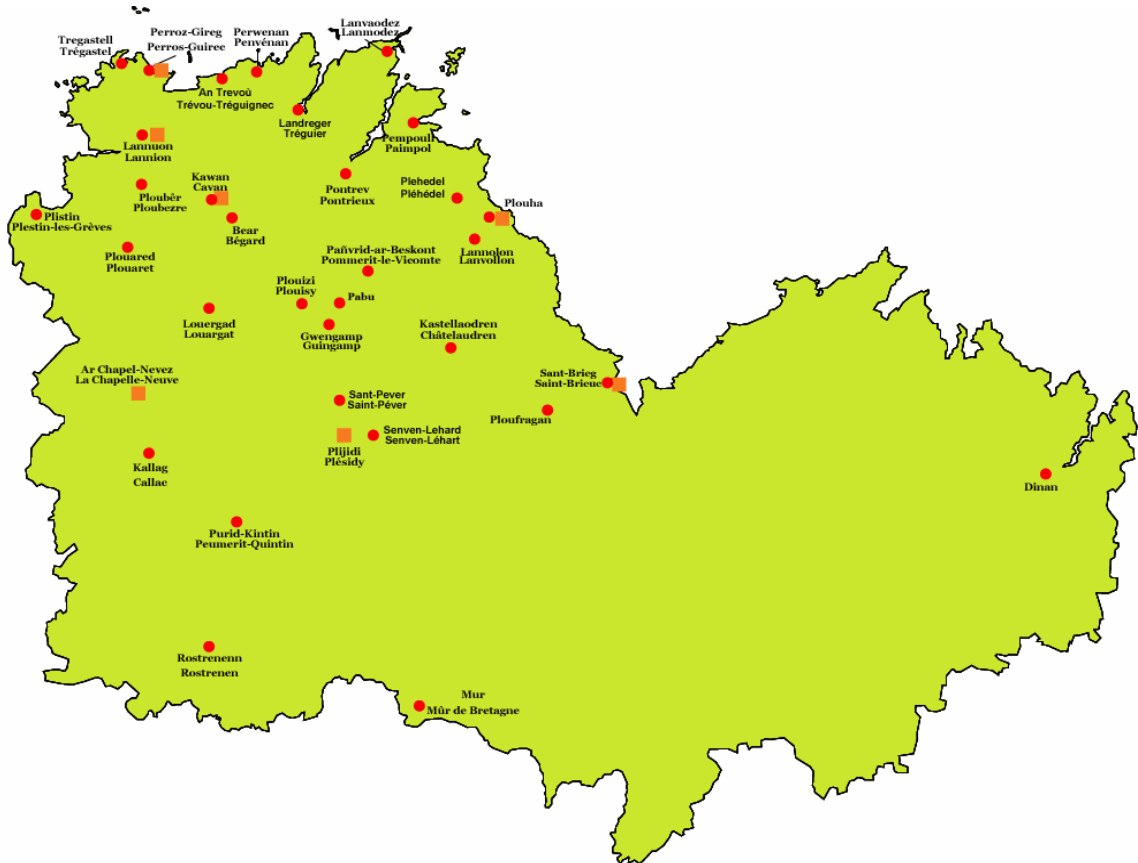 Tregastell
Trégastel
Perroz-Gireg
Perros-Guirec
Perwenan
Penvénan
Lanvaodez
Lanmodez
An Trevoù
Trévou-Tréguignec
Landreger
Tréguier
Pempoull
Paimpol
Lannuon
Lannion
Kawan
Cavan
Ploubêr
Ploubezre
Pontrev
Pontrieux
Plehedel
Pléhédel
Plouha
Plistin
Plestin-les-Grèves
Bear
Bégard
Lannolon
Lanvollon
Plouared
Plouaret
Pañvrid-ar-Beskont
Pommerit-le-Vicomte
Plouizi
Plouisy
Pabu
Louergad
Louargat
Gwengamp
Guingamp
Kastellaodren
Châtelaudren
Ar Chapel-Nevez
La Chapelle-Neuve
Sant-Brieg
Saint-Brieuc
Sant-Pever
Saint-Péver
Ploufragan
Senven-Lehard
Senven-Léhart
Plijidi
Plésidy
Kallag
Callac
Dinan
Purid-Kintin
Peumerit-Quintin
Rostrenenn
Rostrenen
Mur
Mûr de Bretagne